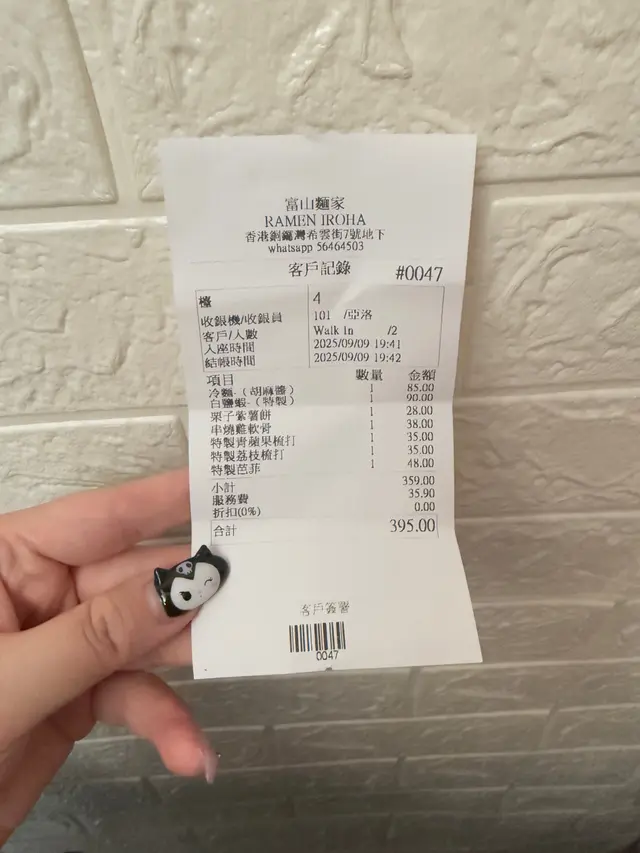 富山麵家
RAMEN IROHA
香港銅鑼灣希雲街7號地下
whatsapp 56464503
客戶記錄 #0047
檯 4
收銀機/收銀員 101 /亞洛
客戶/人數 Walk In /2
入座時間 2025/09/09 19:41
結帳時間 2025/09/09 19:42
項目 數量 金額
冷麵-（胡麻醬） 1 85.00
白鹽蝦-（特製） 1 90.00
栗子紫薯餅 1 28.00
串燒雞軟骨 1 38.00
特製青蘋果梳打 1 35.00
特製荔枝梳打 1 35.00
特製芭菲 1 48.00
小計 359.00
服務費 35.90
折扣(0%) 0.00
合計 395.00
0047